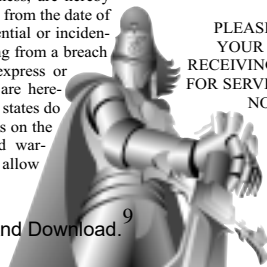 from the date of
ential or inciden-
ng from a breach
express or
are here-
states do
s on the
d war-
allow
PLEAS
YOUR
RECEIVING
FOR SERVI
NO
nd Download.9